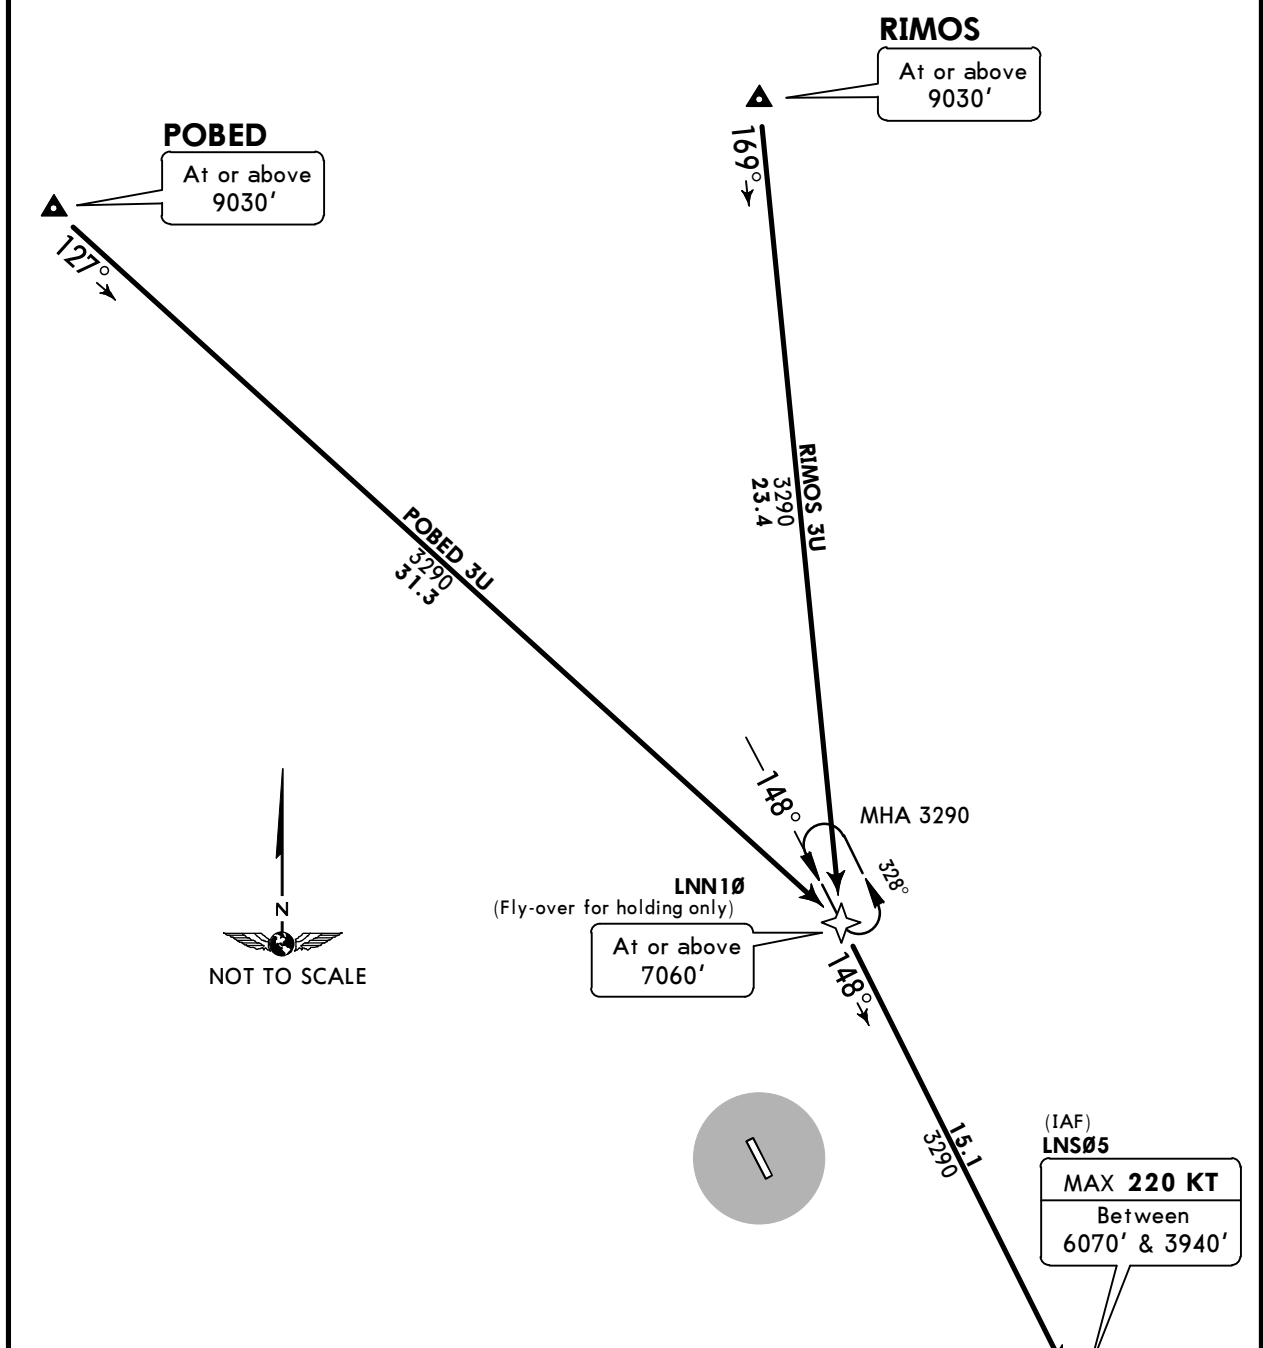 RIMOS
At or above
9030'
169°
POBED
At or above
9030'
127°
RIMOS 3U
3290
23.4
POBED 3U
3290
31.3
148°
MHA 3290
328°
LNN1Ø
(Fly-over for holding only)
At or above
7060'
148°
N
NOT TO SCALE
15.1
3290
(IAF)
LNSØ5
MAX 220 KT
Between
6070' & 3940'